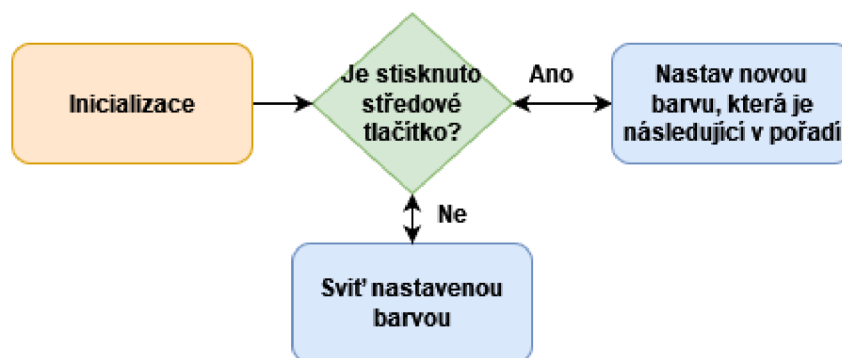 Inicializace
Je stisknuto
středové
tlačítko?
Ano
Nastav novou
barvu, která je
následující v pořadí
Ne
Sviť nastavenou
barvou